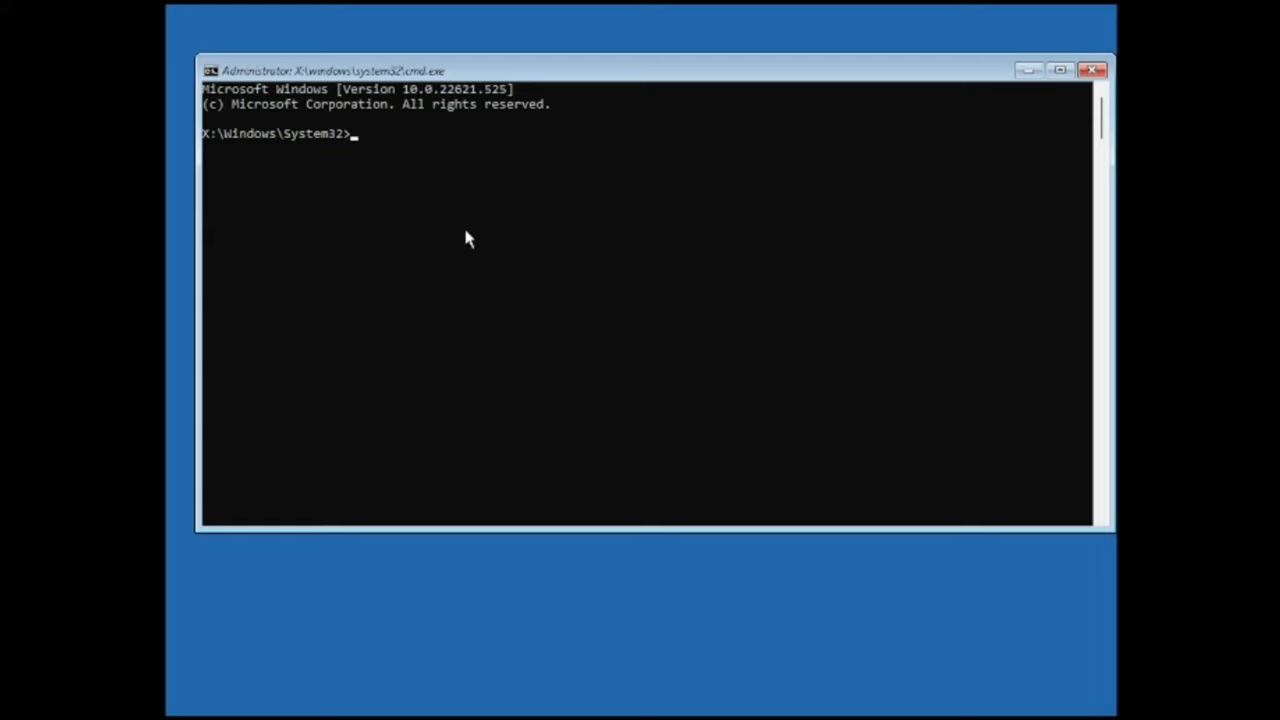 Administrator: X:\windows\system32\cmd.exe
Microsoft Windows [Version 10.0.22621.525]
(c) Microsoft Corporation. All rights reserved.
X:\Windows\System32>